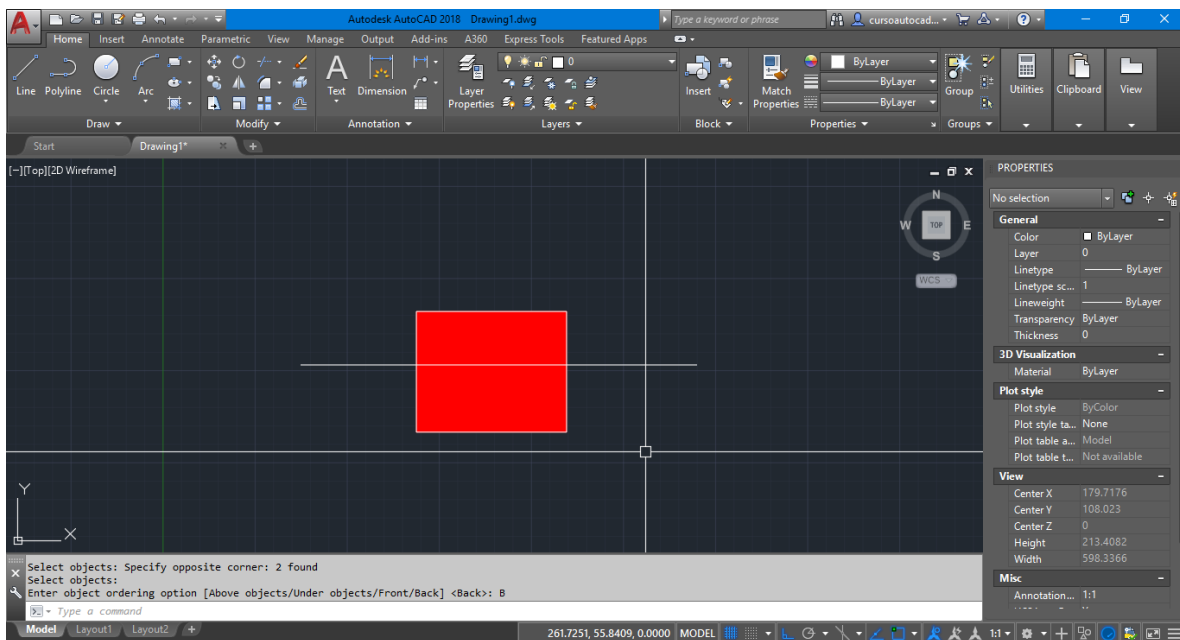 Autodesk AutoCAD 2018 Drawing1.dwg Type a keyword or phrase cursoautocad...
Home Insert Annotate Parametric View Manage Output Add-ins A360 Express Tools Featured Apps
0 ByLayer
Line Polyline Circle Arc Text Dimension Layer Properties Insert Match Properties ByLayer ByLayer Group Utilities Clipboard View
Draw Modify Annotation Layers Block Properties Groups
Start Drawing1* +
[−][Top][2D Wireframe]
N
W TOP E
S
WCS
Y
X
PROPERTIES
No selection
General
Color ByLayer
Layer 0
Linetype ByLayer
Linetype sc... 1
Lineweight ByLayer
Transparency ByLayer
Thickness 0
3D Visualization
Material ByLayer
Plot style
Plot style ByColor
Plot style ta... None
Plot table a... Model
Plot table t... Not available
View
Center X 179.7176
Center Y 108.023
Center Z 0
Height 213.4082
Width 598.3366
Misc
Annotation... 1:1
Select objects: Specify opposite corner: 2 found
Select objects:
Enter object ordering option [Above objects/Under objects/Front/Back] <Back>: B
Type a command
Model Layout1 Layout2 +
261.7251, 55.8409, 0.0000 MODEL 1:1